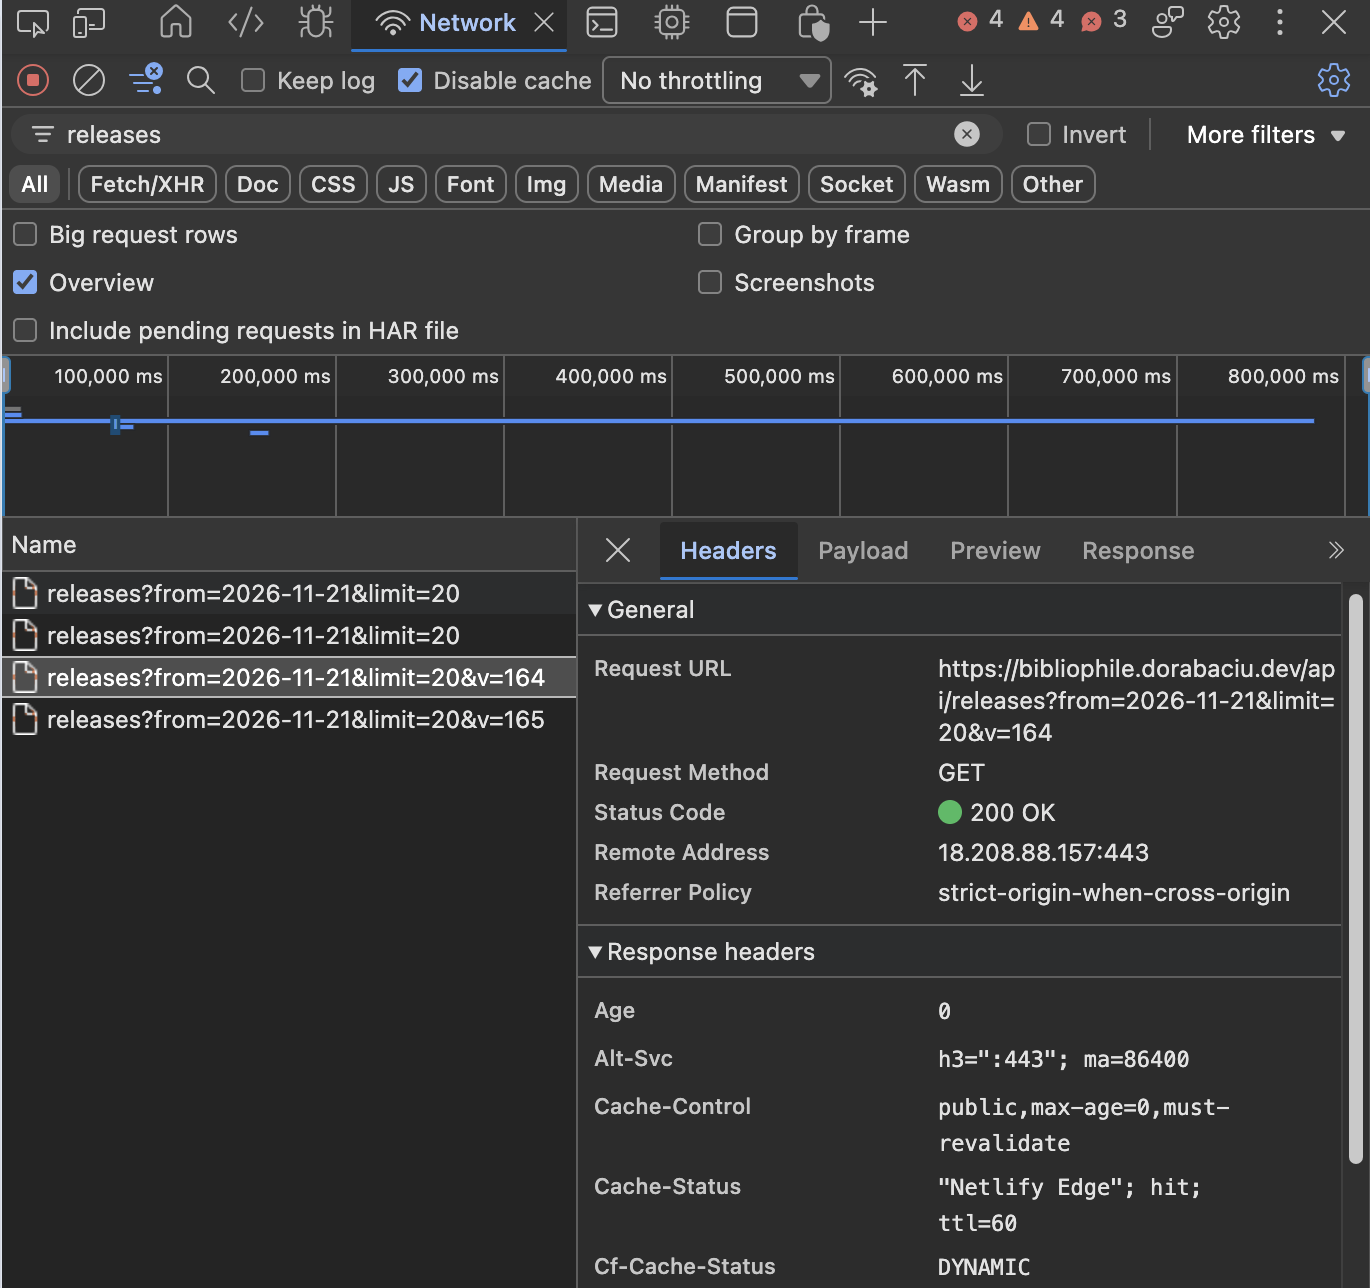 Network
4
4
3
Keep log
Disable cache
No throttling
releases
Invert
More filters
All
Fetch/XHR
Doc
CSS
JS
Font
Img
Media
Manifest
Socket
Wasm
Other
Big request rows
Group by frame
Overview
Screenshots
Include pending requests in HAR file
100,000 ms
200,000 ms
300,000 ms
400,000 ms
500,000 ms
600,000 ms
700,000 ms
800,000 ms
Name
releases?from=2026-11-21&limit=20
releases?from=2026-11-21&limit=20
releases?from=2026-11-21&limit=20&v=164
releases?from=2026-11-21&limit=20&v=165
Headers
Payload
Preview
Response
General
Request URL
https://bibliophile.dorabaciu.dev/ap
i/releases?from=2026-11-21&limit=
20&v=164
Request Method
GET
Status Code
200 OK
Remote Address
18.208.88.157:443
Referrer Policy
strict-origin-when-cross-origin
Response headers
Age
0
Alt-Svc
h3=":443"; ma=86400
Cache-Control
public,max-age=0,must-
revalidate
Cache-Status
"Netlify Edge"; hit;
ttl=60
Cf-Cache-Status
DYNAMIC